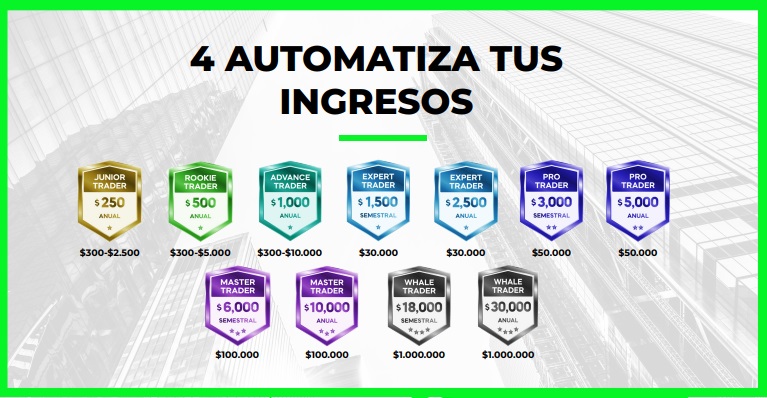 4 AUTOMATIZA TUS
INGRESOS
JUNIOR
TRADER
$250
ANUAL
$300-$2.500
ROOKIE
TRADER
$500
ANUAL
$300-$5.000
ADVANCE
TRADER
$1,000
ANUAL
$300-$10.000
EXPERT
TRADER
$1,500
SEMESTRAL
$30.000
EXPERT
TRADER
$2,500
ANUAL
$30.000
PRO
TRADER
$3,000
SEMESTRAL
$50.000
PRO
TRADER
$5,000
ANUAL
$50.000
MASTER
TRADER
$6,000
SEMESTRAL
$100.000
MASTER
TRADER
$10,000
ANUAL
$100.000
WHALE
TRADER
$18,000
SEMESTRAL
$1.000.000
WHALE
TRADER
$30,000
ANUAL
$1.000.000